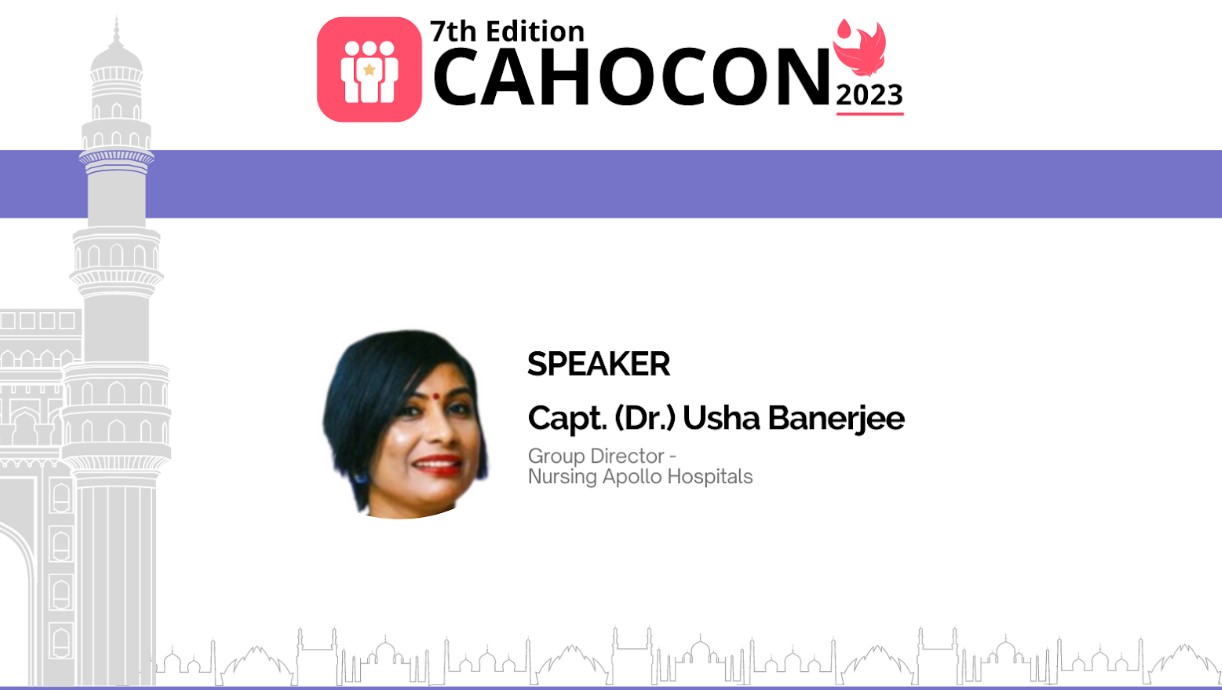 7th Edition
CAHOCON
2023
SPEAKER
Capt. (Dr.) Usha Banerjee
Group Director -
Nursing Apollo Hospitals